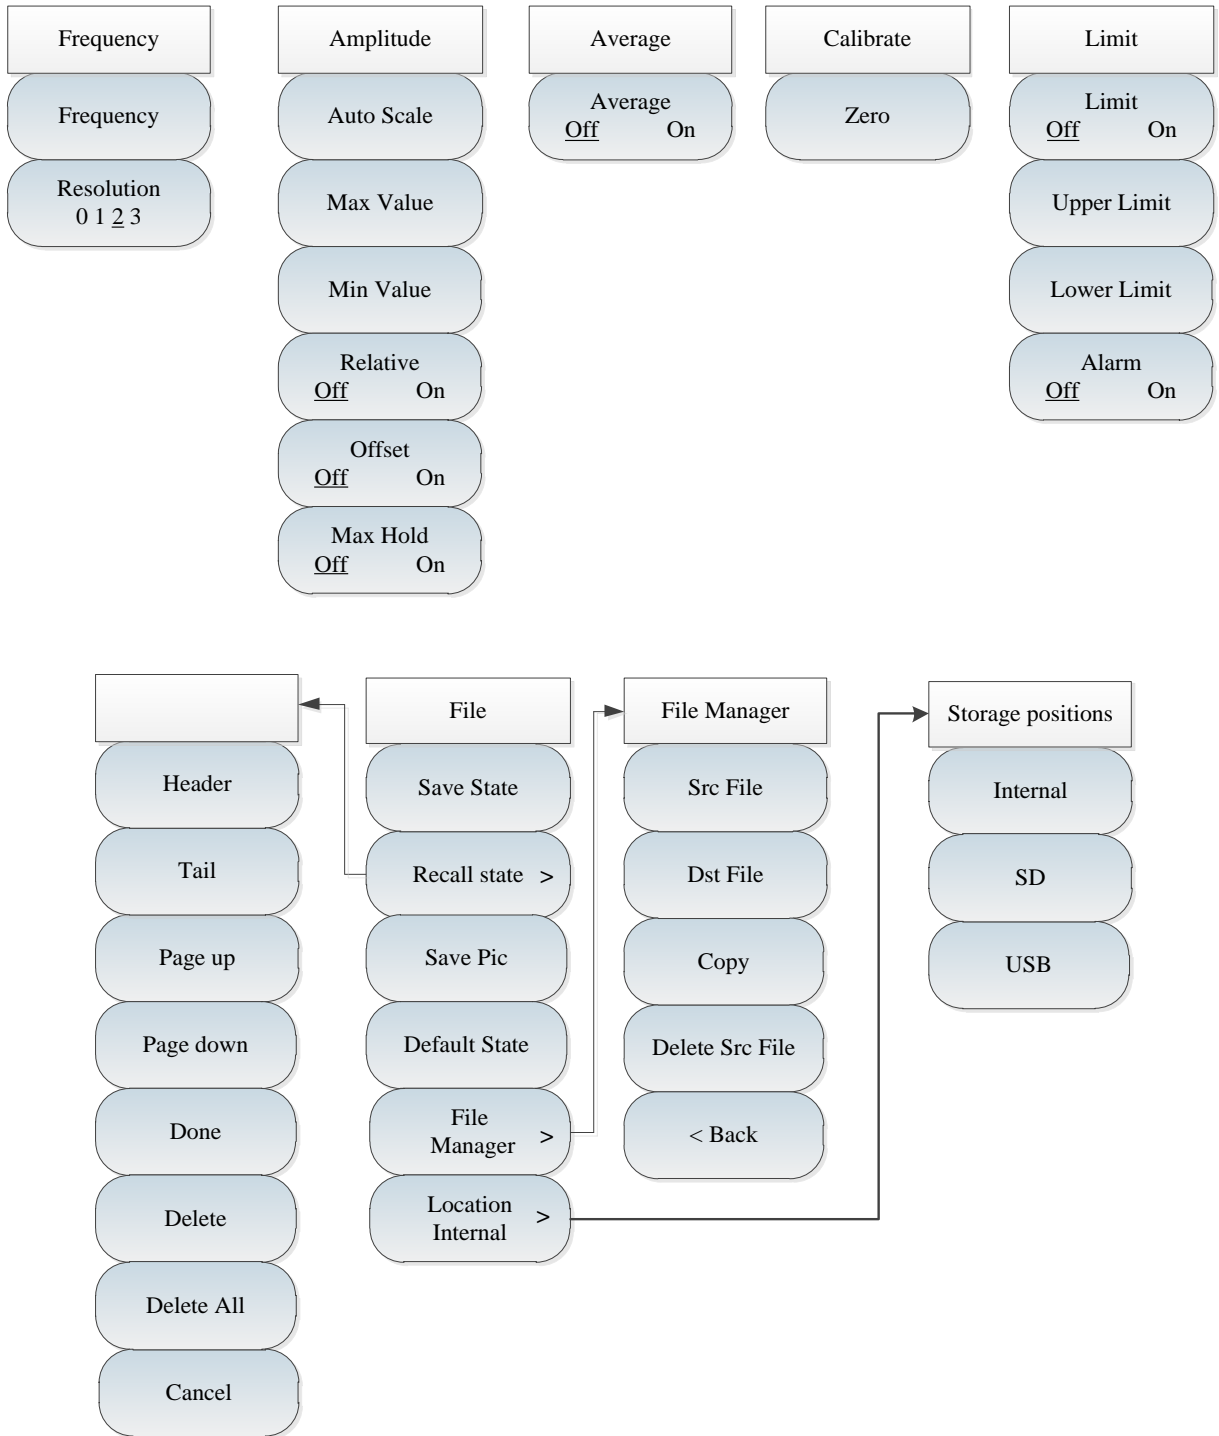 Frequency
Frequency
Resolution
0 1 2 3
Amplitude
Auto Scale
Max Value
Min Value
Relative
Off On
Offset
Off On
Max Hold
Off On
Average
Average
Off On
Calibrate
Zero
Limit
Limit
Off On
Upper Limit
Lower Limit
Alarm
Off On
Header
Tail
Page up
Page down
Done
Delete
Delete All
Cancel
File
Save State
Recall state >
Save Pic
Default State
File
Manager >
Location
Internal >
File Manager
Src File
Dst File
Copy
Delete Src File
< Back
Storage positions
Internal
SD
USB